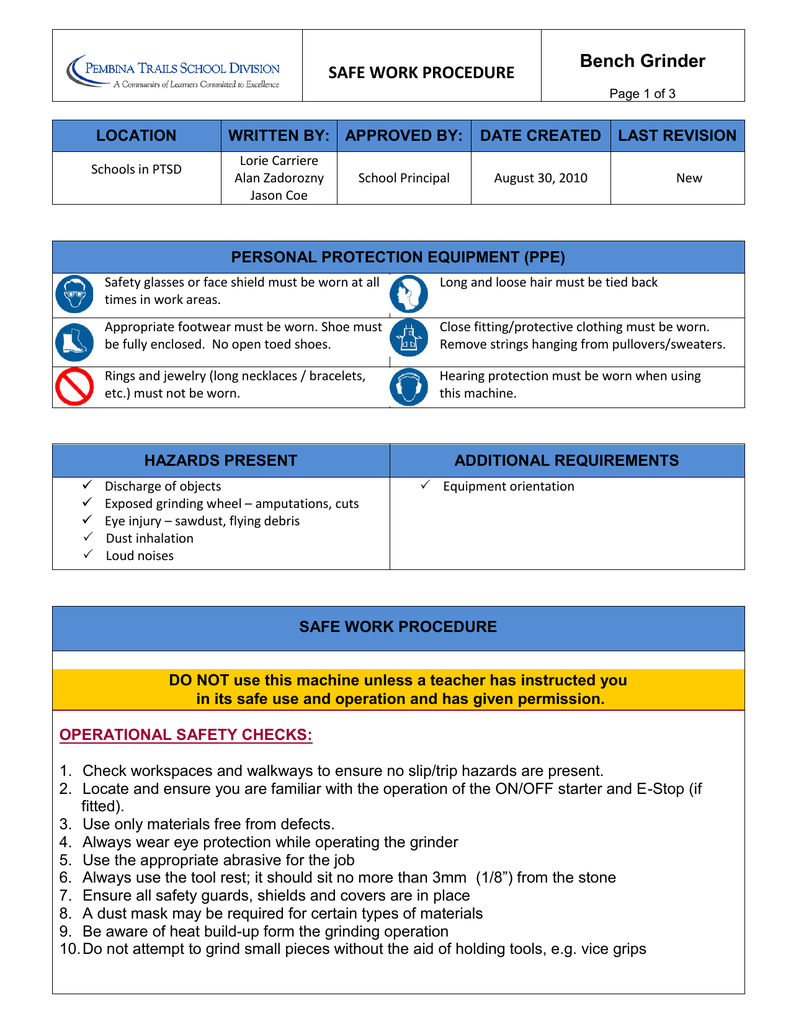 PEMBINA TRAILS SCHOOL DIVISION
A Community of Learners Committed to Excellence
SAFE WORK PROCEDURE
Bench Grinder
Page 1 of 3
LOCATION WRITTEN BY: APPROVED BY: DATE CREATED LAST REVISION
Schools in PTSD
Lorie Carriere
Alan Zadorozny
Jason Coe
School Principal
August 30, 2010
New
PERSONAL PROTECTION EQUIPMENT (PPE)
Safety glasses or face shield must be worn at all
times in work areas.
Long and loose hair must be tied back
Appropriate footwear must be worn. Shoe must
be fully enclosed.  No open toed shoes.
Close fitting/protective clothing must be worn.
Remove strings hanging from pullovers/sweaters.
Rings and jewelry (long necklaces / bracelets,
etc.) must not be worn.
Hearing protection must be worn when using
this machine.
HAZARDS PRESENT
✓ Discharge of objects
✓ Exposed grinding wheel – amputations, cuts
✓ Eye injury – sawdust, flying debris
✓ Dust inhalation
✓ Loud noises
ADDITIONAL REQUIREMENTS
✓ Equipment orientation
SAFE WORK PROCEDURE
DO NOT use this machine unless a teacher has instructed you
in its safe use and operation and has given permission.
OPERATIONAL SAFETY CHECKS:
1. Check workspaces and walkways to ensure no slip/trip hazards are present.
2. Locate and ensure you are familiar with the operation of the ON/OFF starter and E-Stop (if
fitted).
3. Use only materials free from defects.
4. Always wear eye protection while operating the grinder
5. Use the appropriate abrasive for the job
6. Always use the tool rest; it should sit no more than 3mm  (1/8”) from the stone
7. Ensure all safety guards, shields and covers are in place
8. A dust mask may be required for certain types of materials
9. Be aware of heat build-up form the grinding operation
10. Do not attempt to grind small pieces without the aid of holding tools, e.g. vice grips